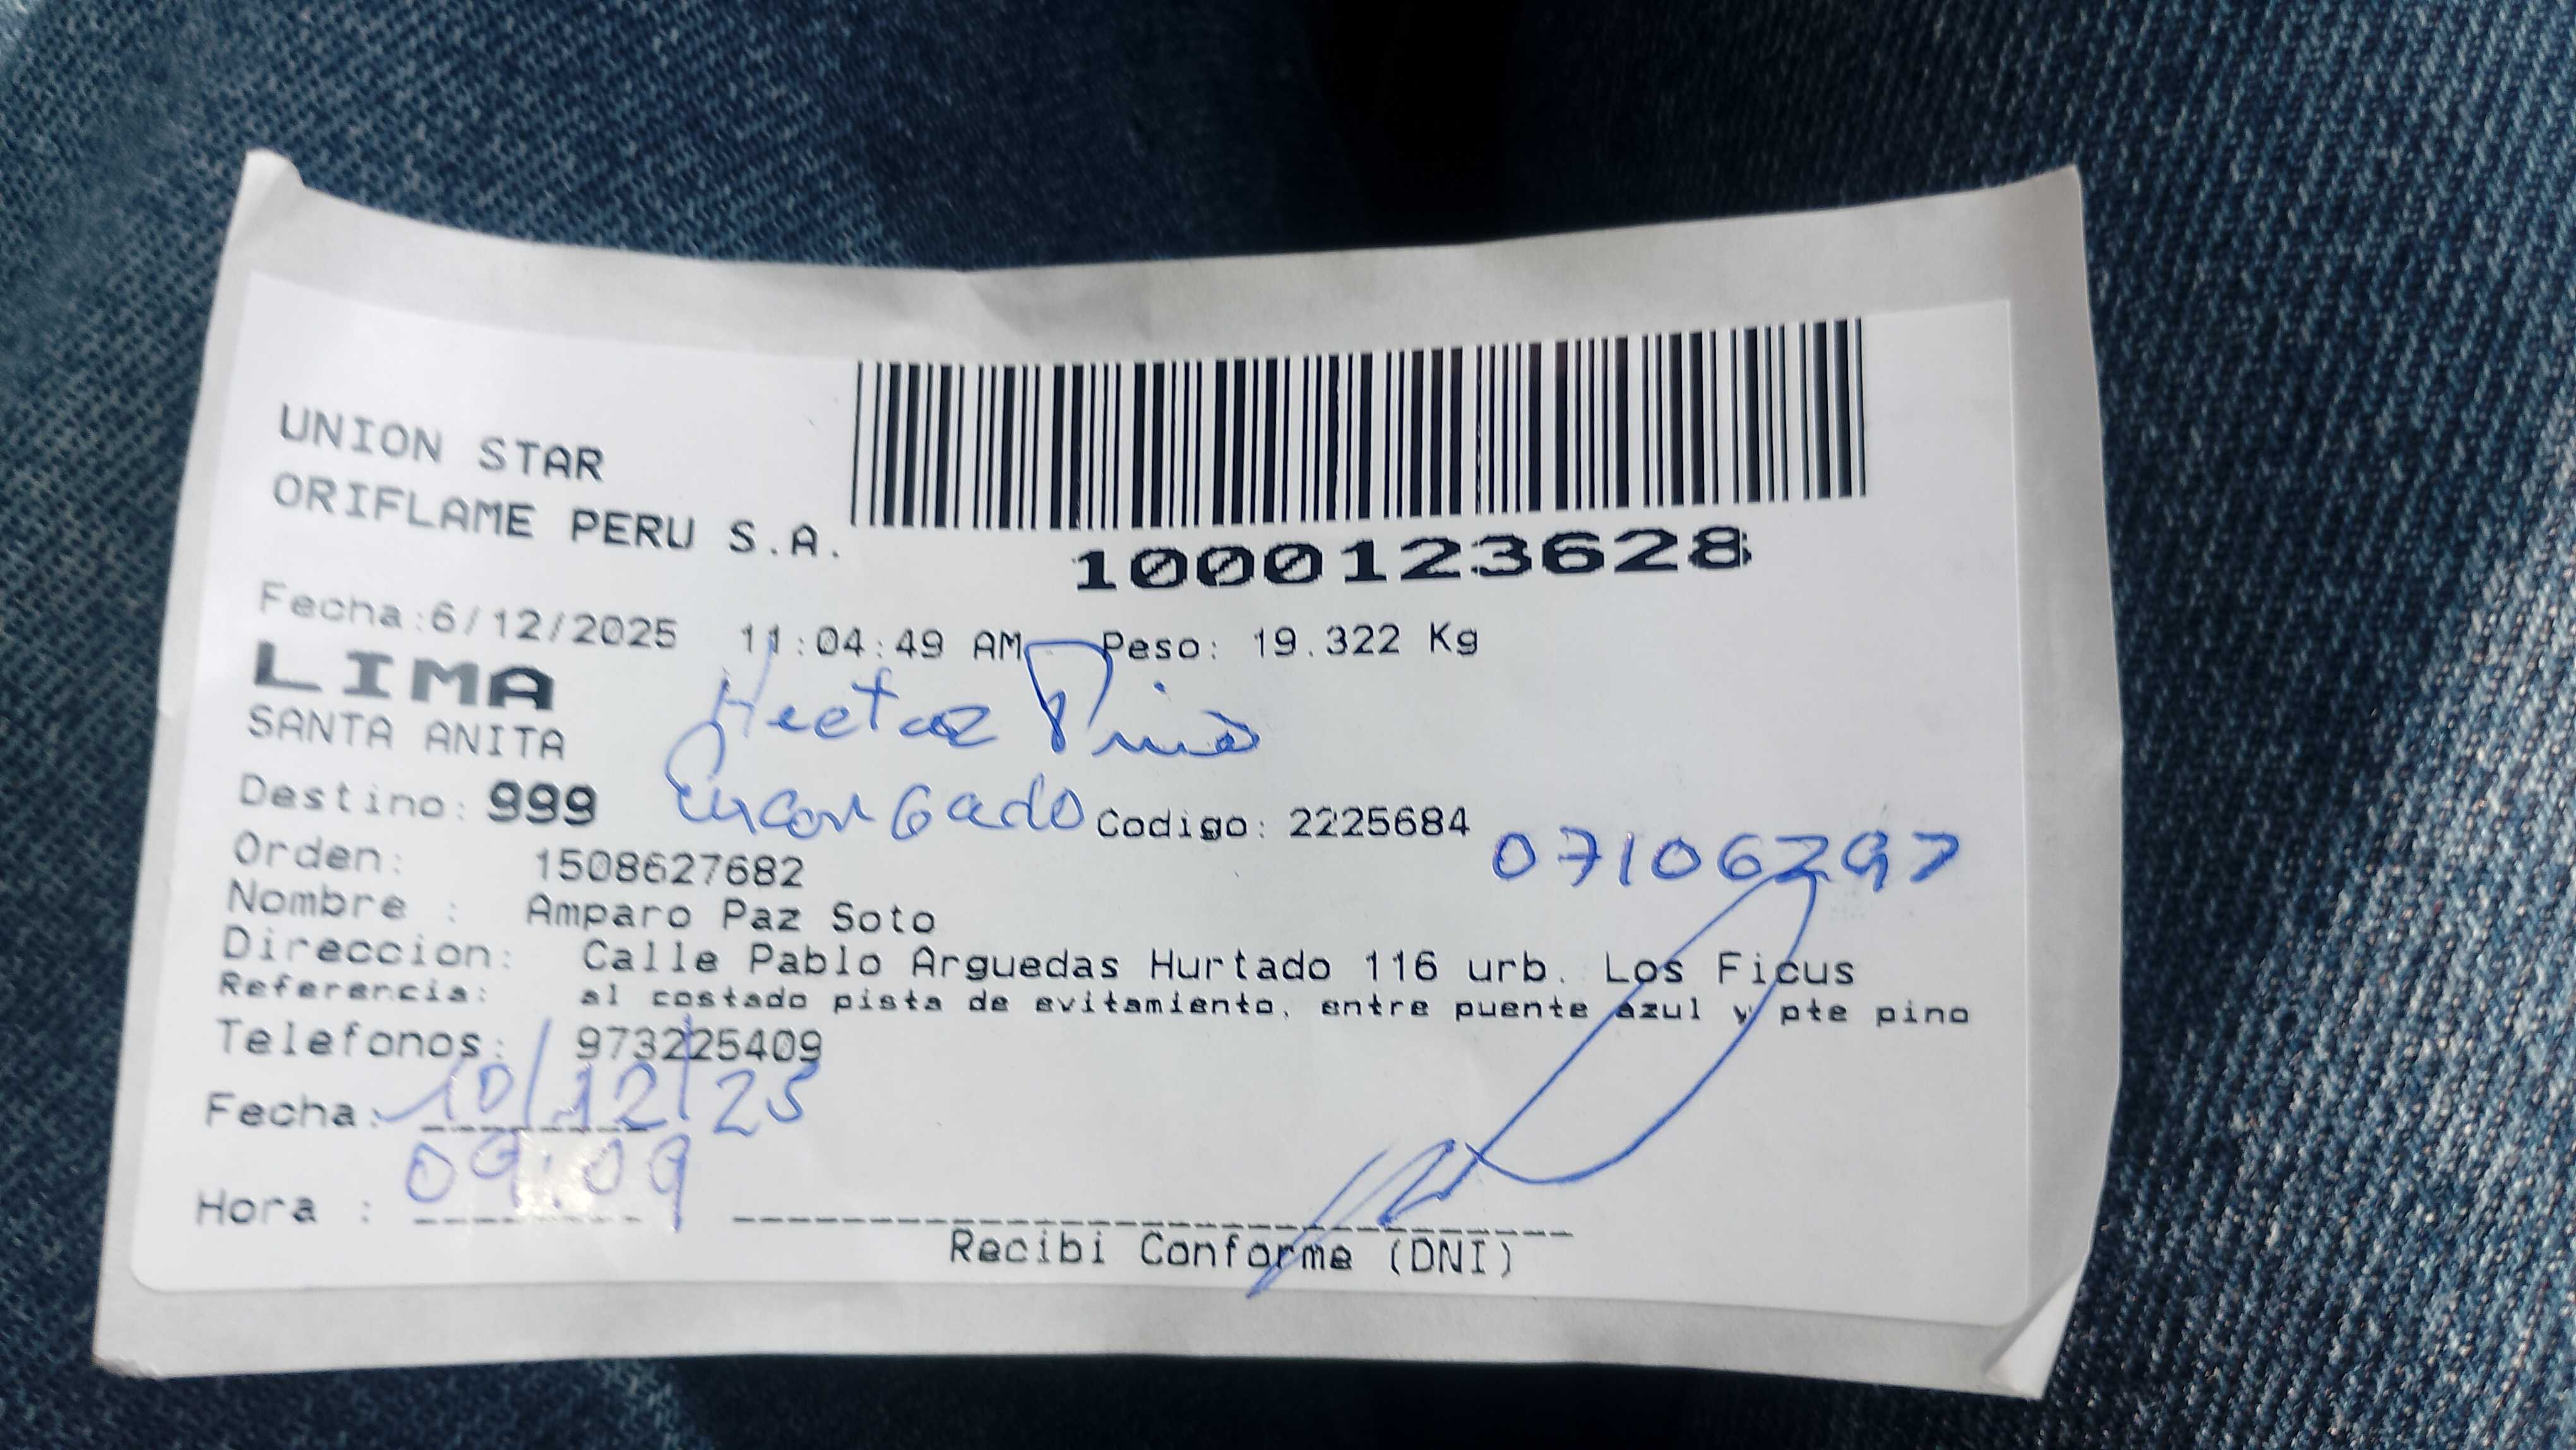 UNION STAR
ORIFLAME PERU S.A.
1000123628
Fecha:6/12/2025 11:04:49 AM Peso: 19.322 Kg
LIMA
SANTA ANITA
Hector Pino
Destino: 999
Encargado
Codigo: 2225684
07106297
Orden: 1508627682
Nombre : Amparo Paz Soto
Direccion: Calle Pablo Arguedas Hurtado 116 urb. Los Ficus
Referencia: al costado pista de evitamiento, entre puente azul y pte pino
Telefonos: 973225409
Fecha: 10/12/25
Hora : 09:09
Recibi Conforme (DNI)